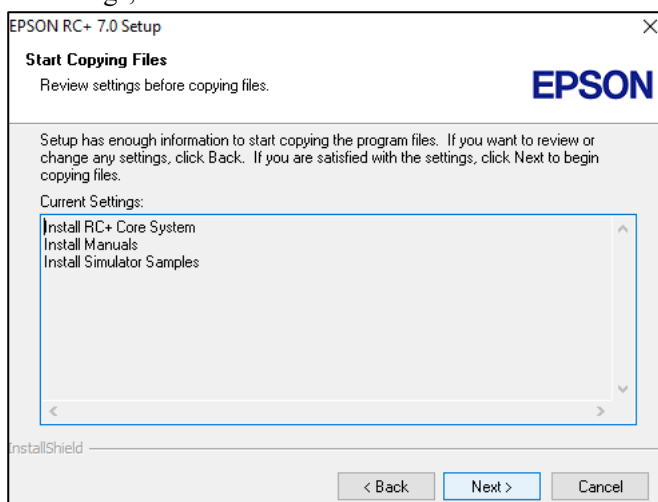 EPSON RC+ 7.0 Setup
Start Copying Files
Review settings before copying files.
EPSON
Setup has enough information to start copying the program files. If you want to review or
change any settings, click Back. If you are satisfied with the settings, click Next to begin
copying files.
Current Settings:
Install RC+ Core System
Install Manuals
Install Simulator Samples
InstallShield
< Back
Next >
Cancel